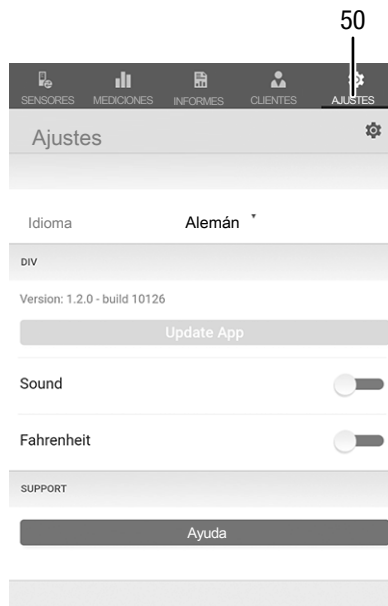 50
SENSORES MEDICIONES INFORMES CLIENTES AJUSTES
Ajustes
Idioma Alemán
DIV
Version: 1.2.0 - build 10126
Update App
Sound
Fahrenheit
SUPPORT
Ayuda